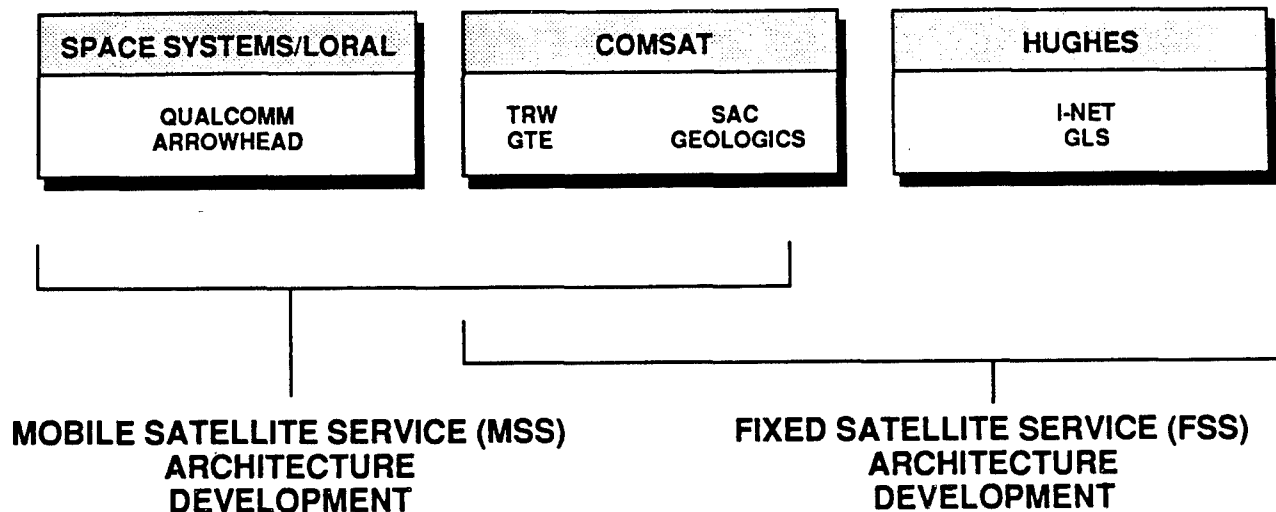 SPACE SYSTEMS/LORAL
QUALCOMM
ARROWHEAD
COMSAT
TRW SAC
GTE GEOLOGICS
HUGHES
I-NET
GLS
MOBILE SATELLITE SERVICE (MSS)
ARCHITECTURE
DEVELOPMENT
FIXED SATELLITE SERVICE (FSS)
ARCHITECTURE
DEVELOPMENT